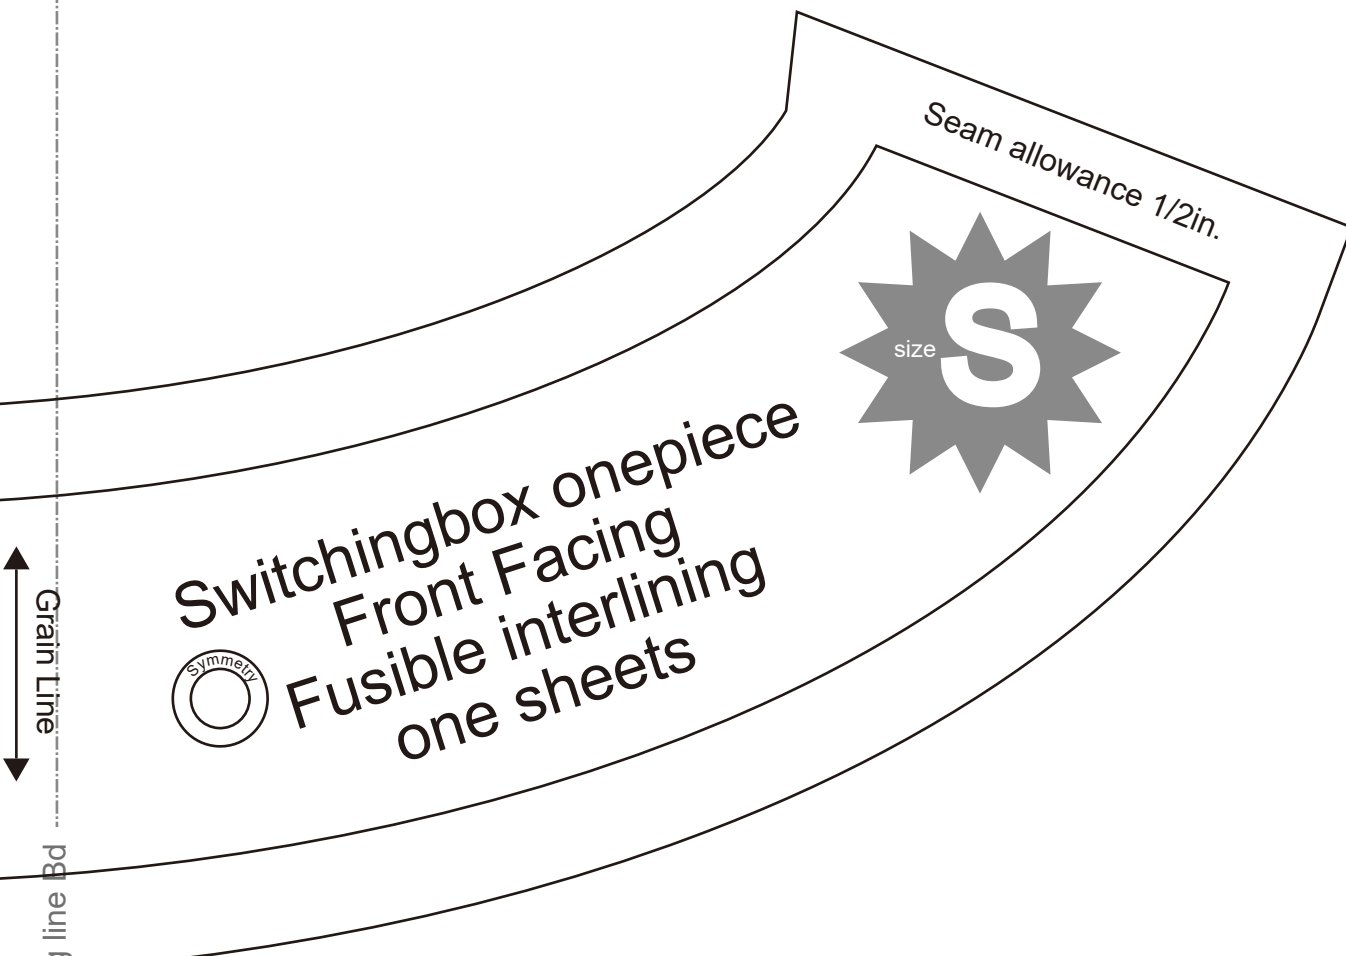 Seam allowance 1/2in.
size S
Switchingbox onepiece
Front Facing
Fusible interlining
one sheets
Symmetry
Grain Line
line Bd